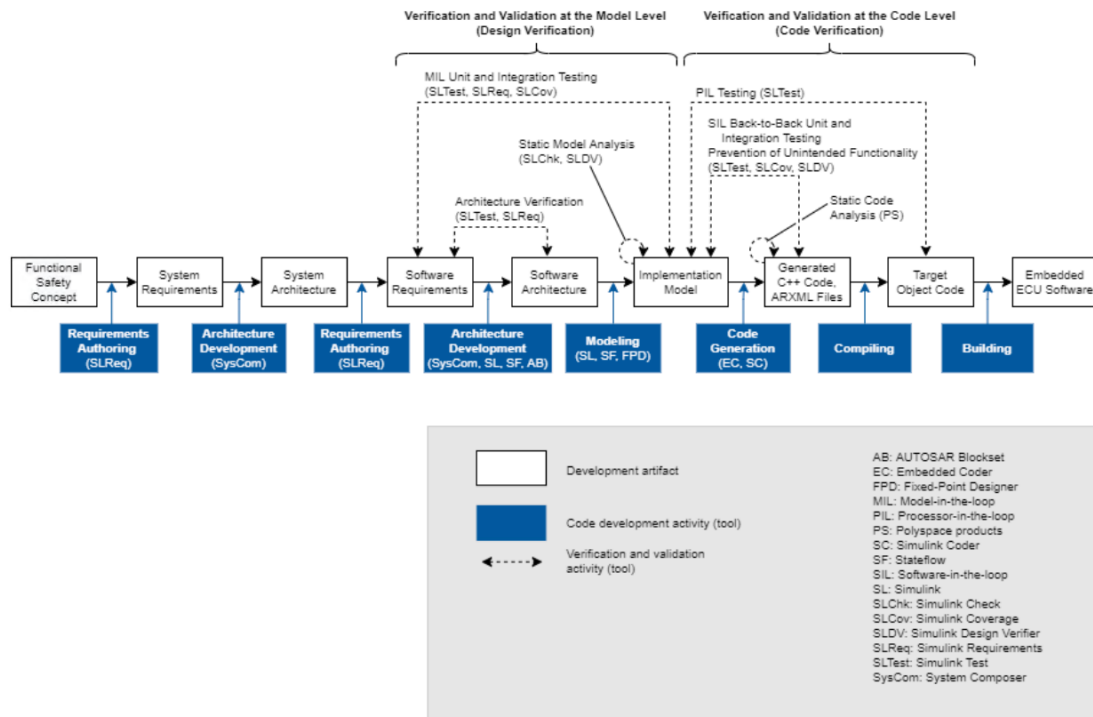 Verification and Validation at the Model Level
(Design Verification)
Verification and Validation at the Code Level
(Code Verification)
MIL Unit and Integration Testing
(SLTest, SLReq, SLCov)
PIL Testing (SLTest)
SIL Back-to-Back Unit and
Integration Testing
Prevention of Unintended Functionality
(SLTest, SLCov, SLDV)
Static Model Analysis
(SLChk, SLDV)
Architecture Verification
(SLTest, SLReq)
Static Code
Analysis (PS)
Functional
Safety
Concept
System
Requirements
System
Architecture
Software
Requirements
Software
Architecture
Implementation
Model
Generated
C++ Code,
ARXML Files
Target
Object Code
Embedded
ECU Software
Requirements
Authoring
(SLReq)
Architecture
Development
(SysCom)
Requirements
Authoring
(SLReq)
Architecture
Development
(SysCom, SL, SF, AB)
Modeling
(SL, SF, FPD)
Code
Generation
(EC, SC)
Compiling
Building
Development artifact
Code development activity (tool)
Verification and validation
activity (tool)
AB: AUTOSAR Blockset
EC: Embedded Coder
FPD: Fixed-Point Designer
MIL: Model-in-the-loop
PIL: Processor-in-the-loop
PS: Polyspace products
SC: Simulink Coder
SF: Stateflow
SIL: Software-in-the-loop
SL: Simulink
SLChk: Simulink Check
SLCov: Simulink Coverage
SLDV: Simulink Design Verifier
SLReq: Simulink Requirements
SLTest: Simulink Test
SysCom: System Composer